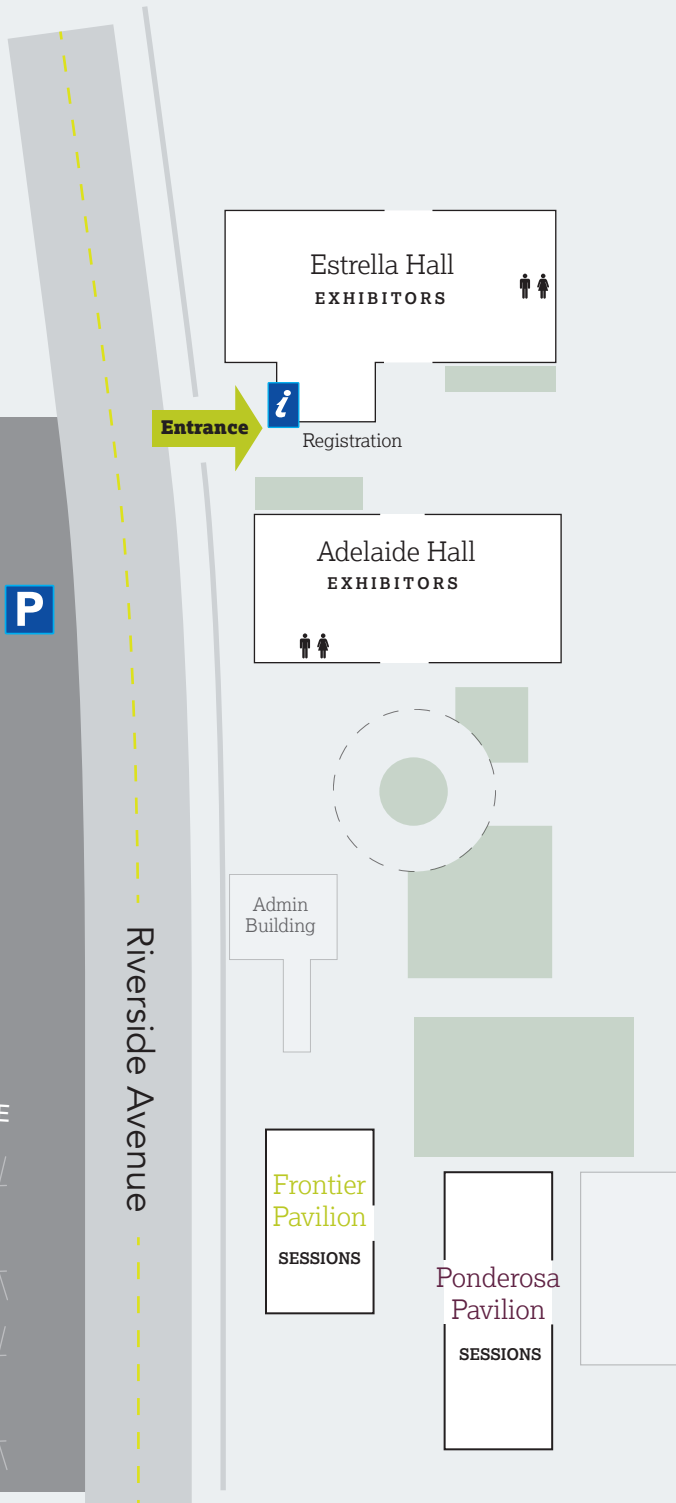 Estrella Hall
EXHIBITORS
i
Entrance
Registration
Adelaide Hall
EXHIBITORS
P
Admin
Building
Riverside Avenue
E
Frontier
Pavilion
SESSIONS
Ponderosa
Pavilion
SESSIONS